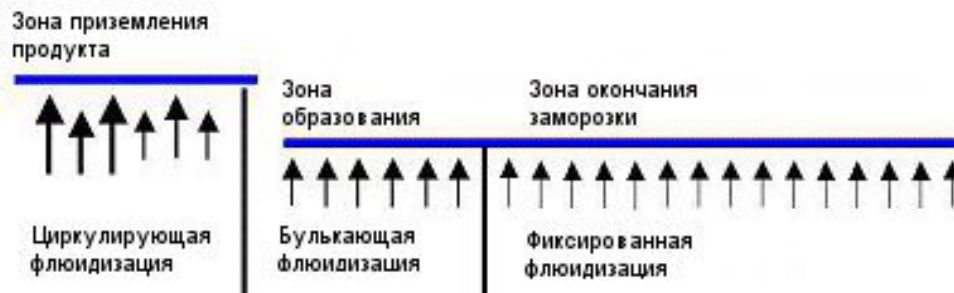 Зона приземления
продукта
Зона
образования
Зона окончания
заморозки
Циркулирующая
флюидизация
Булькающая
флюидизация
Фиксированная
флюидизация